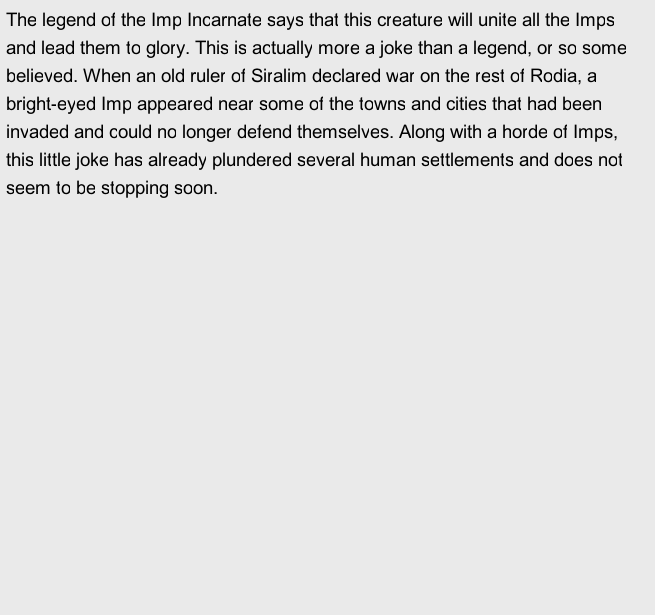 The legend of the Imp Incarnate says that this creature will unite all the Imps
and lead them to glory. This is actually more a joke than a legend, or so some
believed. When an old ruler of Siralim declared war on the rest of Rodia, a
bright-eyed Imp appeared near some of the towns and cities that had been
invaded and could no longer defend themselves. Along with a horde of Imps,
this little joke has already plundered several human settlements and does not
seem to be stopping soon.